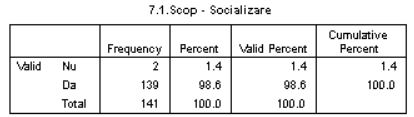 7.1.Scop - Socializare
Frequency Percent Valid Percent Cumulative Percent
Valid Nu 2 1.4 1.4 1.4
Da 139 98.6 98.6 100.0
Total 141 100.0 100.0